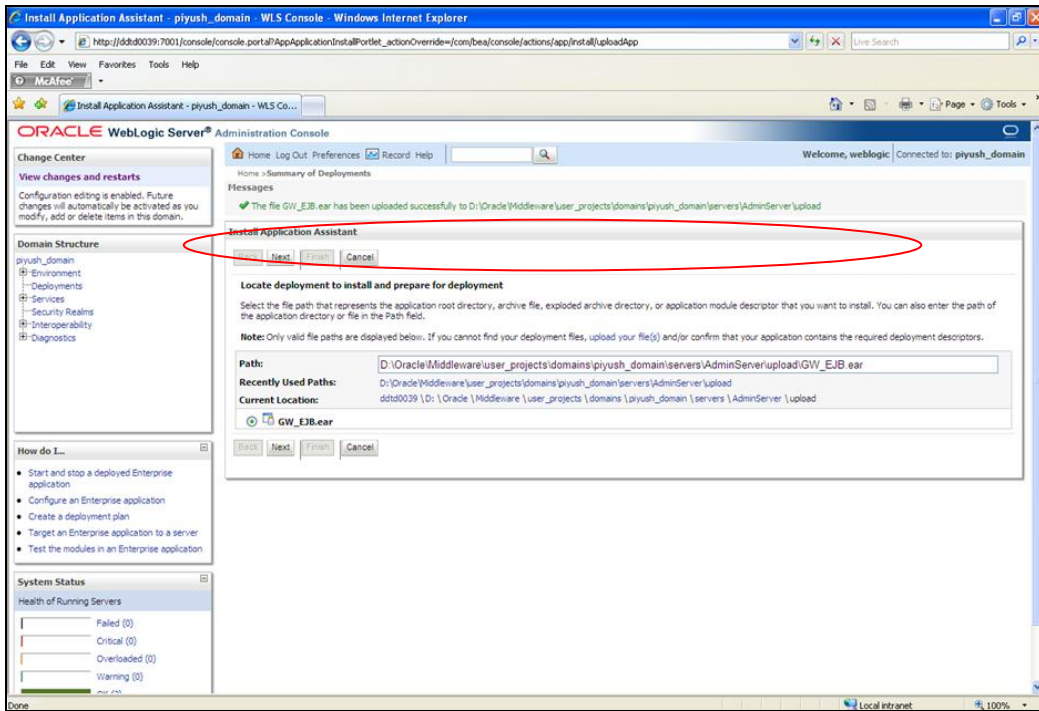 Install Application Assistant - piyush_domain - WLS Console - Windows Internet Explorer
http://ddtd0039:7001/console/console.portal?AppApplicationInstallPortlet_actionOverride=/com/bea/console/actions/app/install/uploadApp
Live Search
File Edit View Favorites Tools Help
McAfee
Install Application Assistant - piyush_domain - WLS Co...
Page Tools
ORACLE WebLogic Server® Administration Console
Change Center
View changes and restarts
Configuration editing is enabled. Future
changes will automatically be activated as you
modify, add or delete items in this domain.
Domain Structure
piyush_domain
Environment
Deployments
Services
Security Realms
Interoperability
Diagnostics
How do I...
Start and stop a deployed Enterprise
application
Configure an Enterprise application
Create a deployment plan
Target an Enterprise application to a server
Test the modules in an Enterprise application
System Status
Health of Running Servers
Failed (0)
Critical (0)
Overloaded (0)
Warning (0)
Home Log Out Preferences Record Help
Welcome, weblogic Connected to: piyush_domain
Home >Summary of Deployments
Messages
The file GW_EJB.ear has been uploaded successfully to D:\Oracle\Middleware\user_projects\domains\piyush_domain\servers\AdminServer\upload
Install Application Assistant
Back Next Finish Cancel
Locate deployment to install and prepare for deployment
Select the file path that represents the application root directory, archive file, exploded archive directory, or application module descriptor that you want to install. You can also enter the path of
the application directory or file in the Path field.
Note: Only valid file paths are displayed below. If you cannot find your deployment files, upload your file(s) and/or confirm that your application contains the required deployment descriptors.
Path: D:\Oracle\Middleware\user_projects\domains\piyush_domain\servers\AdminServer\upload\GW_EJB.ear
Recently Used Paths: D:\Oracle\Middleware\user_projects\domains\piyush_domain\servers\AdminServer\upload
Current Location: ddtd0039 \D: \Oracle \Middleware \user_projects \domains \piyush_domain \servers \AdminServer \upload
GW_EJB.ear
Back Next Finish Cancel
Done
Local intranet
100%